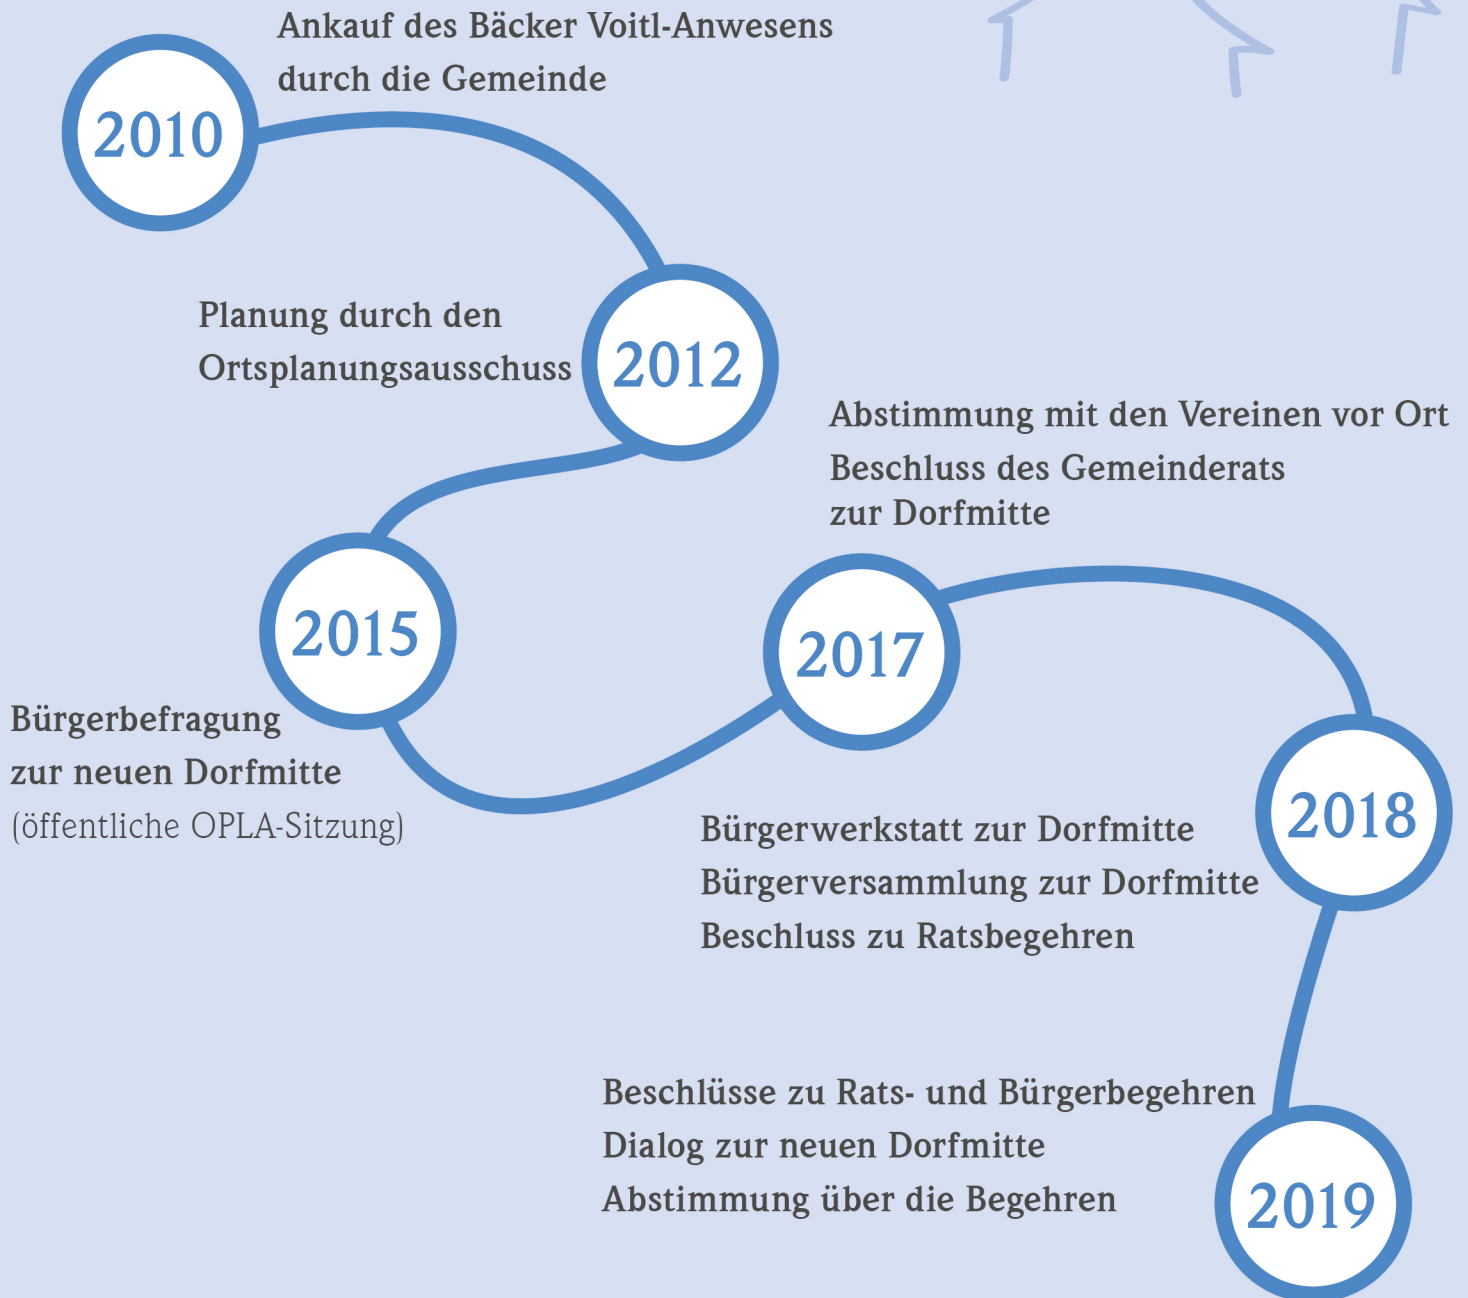 Ankauf des Bäcker Voitl-Anwesens
durch die Gemeinde
2010
Planung durch den
Ortsplanungsausschuss
2012
Abstimmung mit den Vereinen vor Ort
Beschluss des Gemeinderats
zur Dorfmitte
2015
2017
Bürgerbefragung
zur neuen Dorfmitte
(öffentliche OPLA-Sitzung)
2018
Bürgerwerkstatt zur Dorfmitte
Bürgerversammlung zur Dorfmitte
Beschluss zu Ratsbegehren
Beschlüsse zu Rats- und Bürgerbegehren
Dialog zur neuen Dorfmitte
Abstimmung über die Begehren
2019